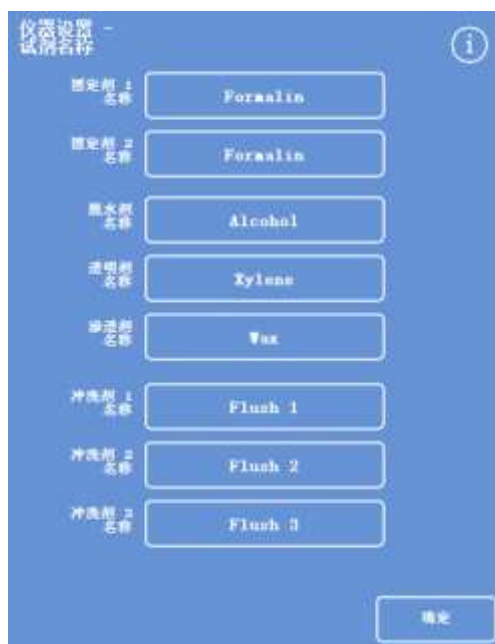 仪器设置 -
试剂名称
i
固定剂 1
名称
Formalin
固定剂 2
名称
Formalin
脱水剂
名称
Alcohol
透明剂
名称
Xylene
渗透剂
名称
Wax
冲洗剂 1
名称
Flush 1
冲洗剂 2
名称
Flush 2
冲洗剂 3
名称
Flush 3
确定